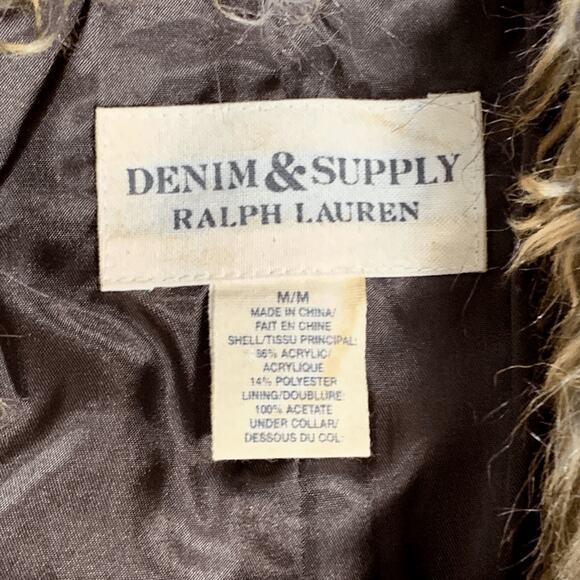 DENIM & SUPPLY
RALPH LAUREN
M/M
MADE IN CHINA/
FAIT EN CHINE
SHELL/TISSU PRINCIPAL:
86% ACRYLIC/
ACRYLIQUE
14% POLYESTER
LINING/DOUBLURE:
100% ACETATE
UNDER COLLAR/
DESSOUS DU COL: